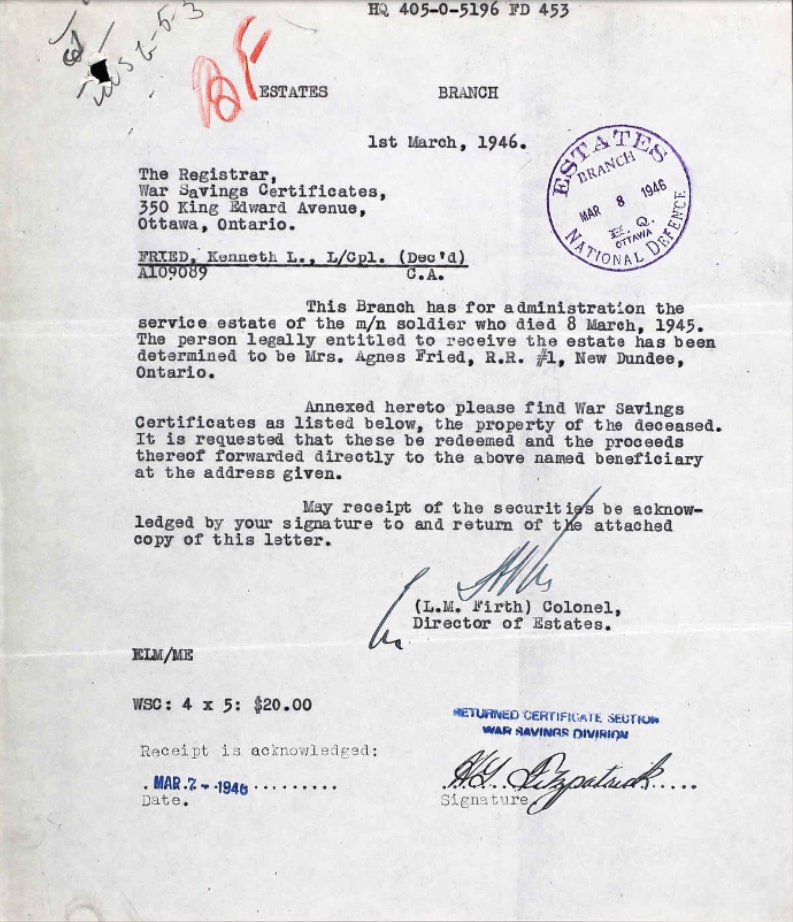 HQ 405-0-5196 FD 453
BF
ESTATES BRANCH
1st March, 1946.
ESTATES
BRANCH
MAR 8 1946
H. Q.
OTTAWA
NATIONAL DEFENCE
The Registrar,
War Savings Certificates,
350 King Edward Avenue,
Ottawa, Ontario.
FRIED, Kenneth L., L/Cpl. (Dec'd)
A109089 C.A.
This Branch has for administration the
service estate of the m/n soldier who died 8 March, 1945.
The person legally entitled to receive the estate has been
determined to be Mrs. Agnes Fried, R.R. #1, New Dundee,
Ontario.
Annexed hereto please find War Savings
Certificates as listed below, the property of the deceased.
It is requested that these be redeemed and the proceeds
thereof forwarded directly to the above named beneficiary
at the address given.
May receipt of the securities be acknow-
ledged by your signature to and return of the attached
copy of this letter.
(L.M. Firth) Colonel,
Director of Estates.
ELM/ME
WSC: 4 x 5: $20.00
RETURNED CERTIFICATE SECTION
WAR SAVINGS DIVISION
Receipt is acknowledged:
MAR. 7 - 1946
Date.
Fitzpatrick
Signature